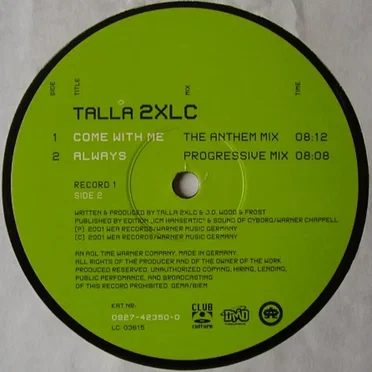 SIDE TITLE MIX TIME
TALLA 2XLC
1 COME WITH ME THE ANTHEM MIX 08:12
2 ALWAYS PROGRESSIVE MIX 08:08
RECORD 1
SIDE 2
WRITTEN & PRODUCED BY TALLA 2XLC & J.D. WOOD & FROST
PUBLISHED BY EDITION „ICM HANSEATIC" & SOUND OF CYBORG/WARNER CHAPPELL
(P) 2001 WEA RECORDS/WARNER MUSIC GERMANY
(C) 2001 WEA RECORDS/WARNER MUSIC GERMANY
AN AOL TIME WARNER COMPANY. MADE IN GERMANY.
ALL RIGHTS OF THE PRODUCER AND OF THE OWNER OF THE WORK
PRODUCED RESERVED. UNAUTHORIZED COPYING, HIRING, LENDING,
PUBLIC PERFOMANCE, AND BROADCASTING
OF THIS RECORD PROHIBITED. GEMA/BIEM
KAT NR:
0927-42350-0
LC: 03615
CLUB
culture
DMD